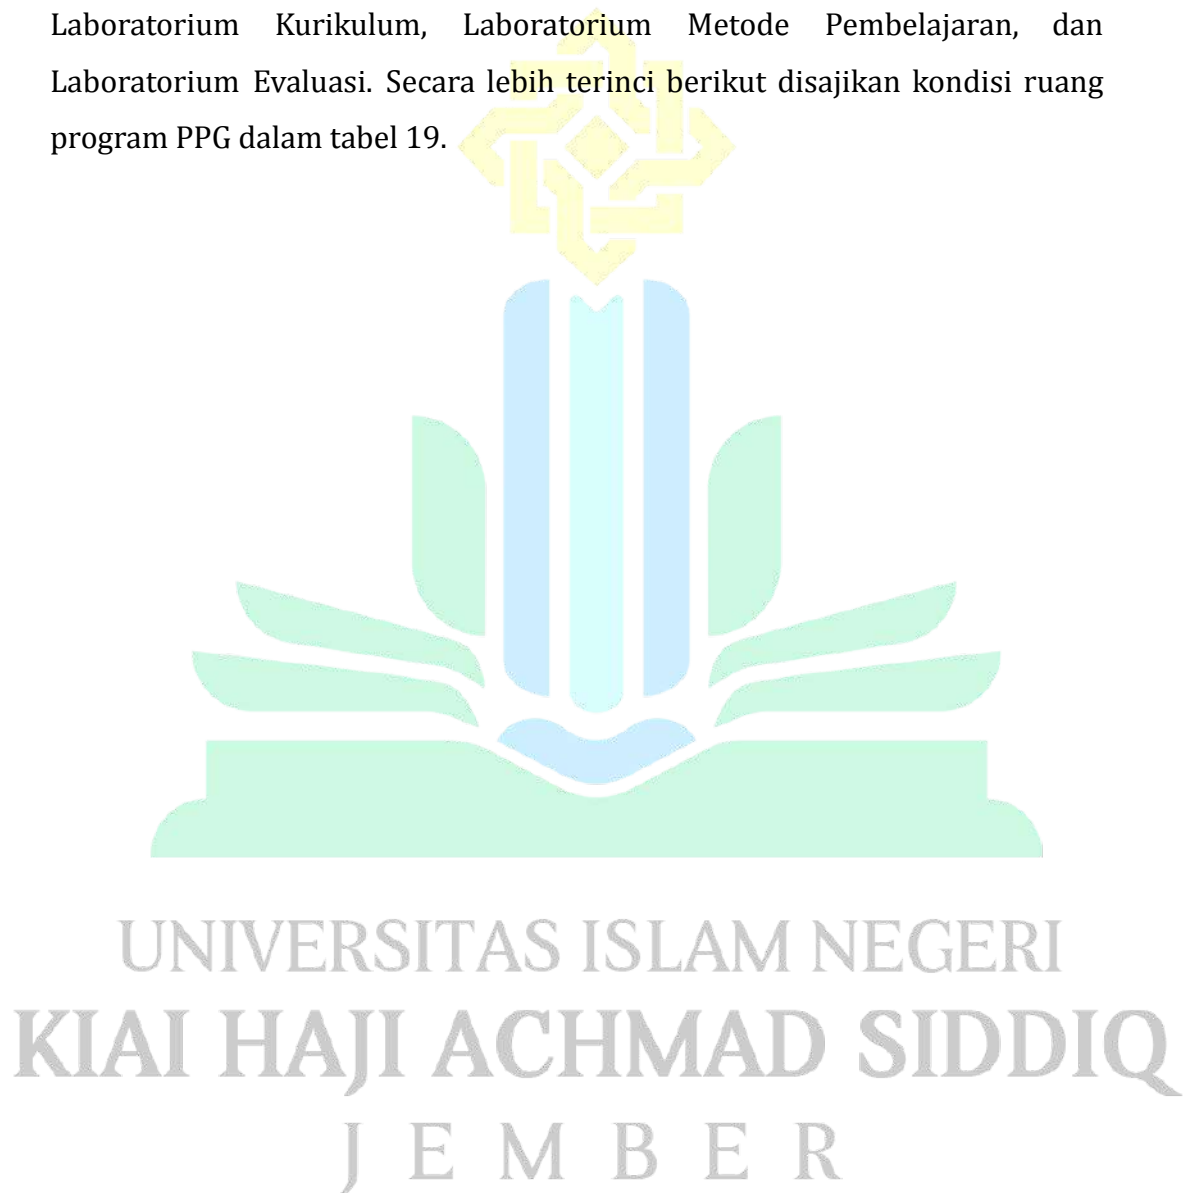 Laboratorium Kurikulum, Laboratorium Metode Pembelajaran, dan
Laboratorium Evaluasi. Secara lebih terinci berikut disajikan kondisi ruang
program PPG dalam tabel 19.
UNIVERSITAS ISLAM NEGERI
KIAI HAJI ACHMAD SIDDIQ
JEMBER